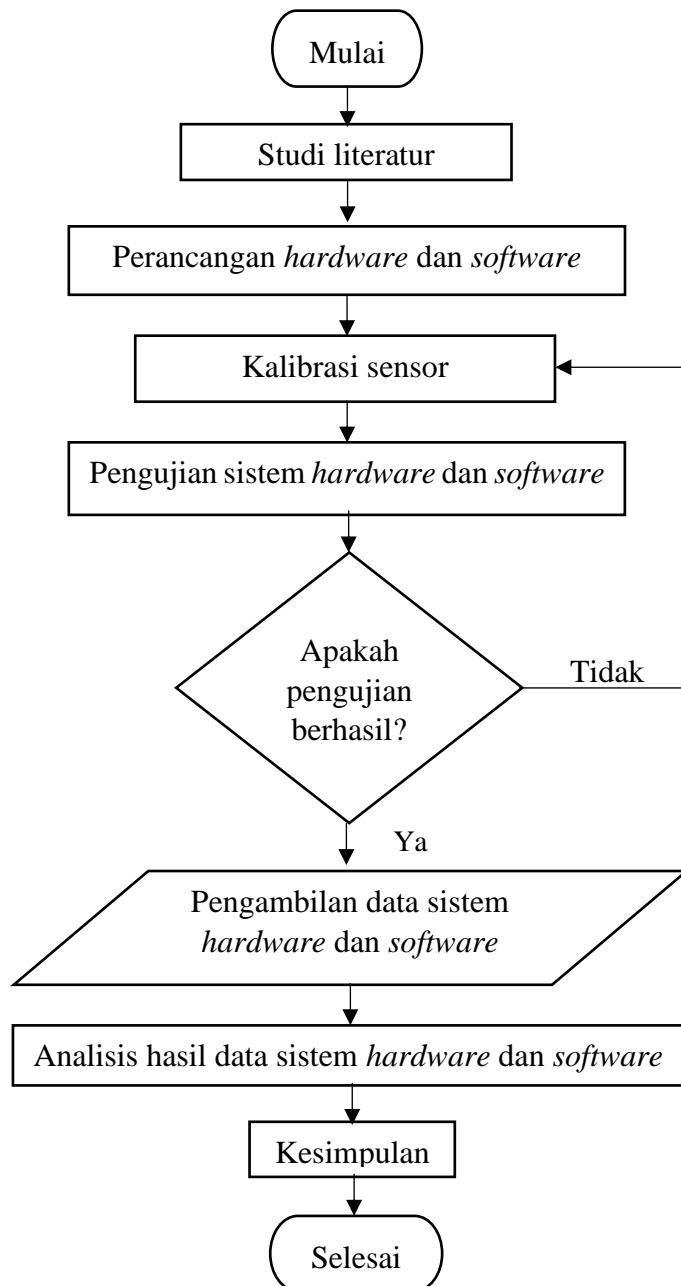 Mulai
Studi literatur
Perancangan hardware dan software
Kalibrasi sensor
Pengujian sistem hardware dan software
Apakah
pengujian
berhasil?
Tidak
Ya
Pengambilan data sistem
hardware dan software
Analisis hasil data sistem hardware dan software
Kesimpulan
Selesai